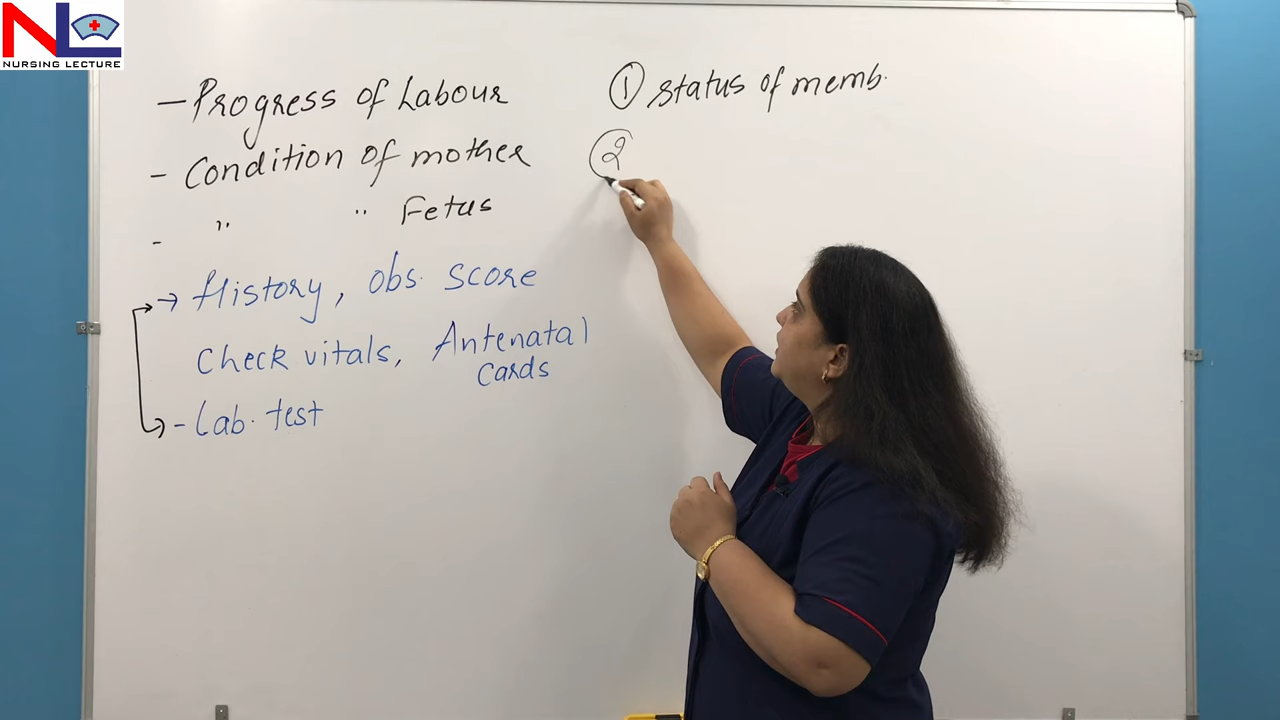 NL
NURSING LECTURE
- Progress of Labour
- Condition of mother
- " " Fetus
→ History, obs. score
Check vitals, Antenatal
cards
- Lab. test
① status of memb.
②